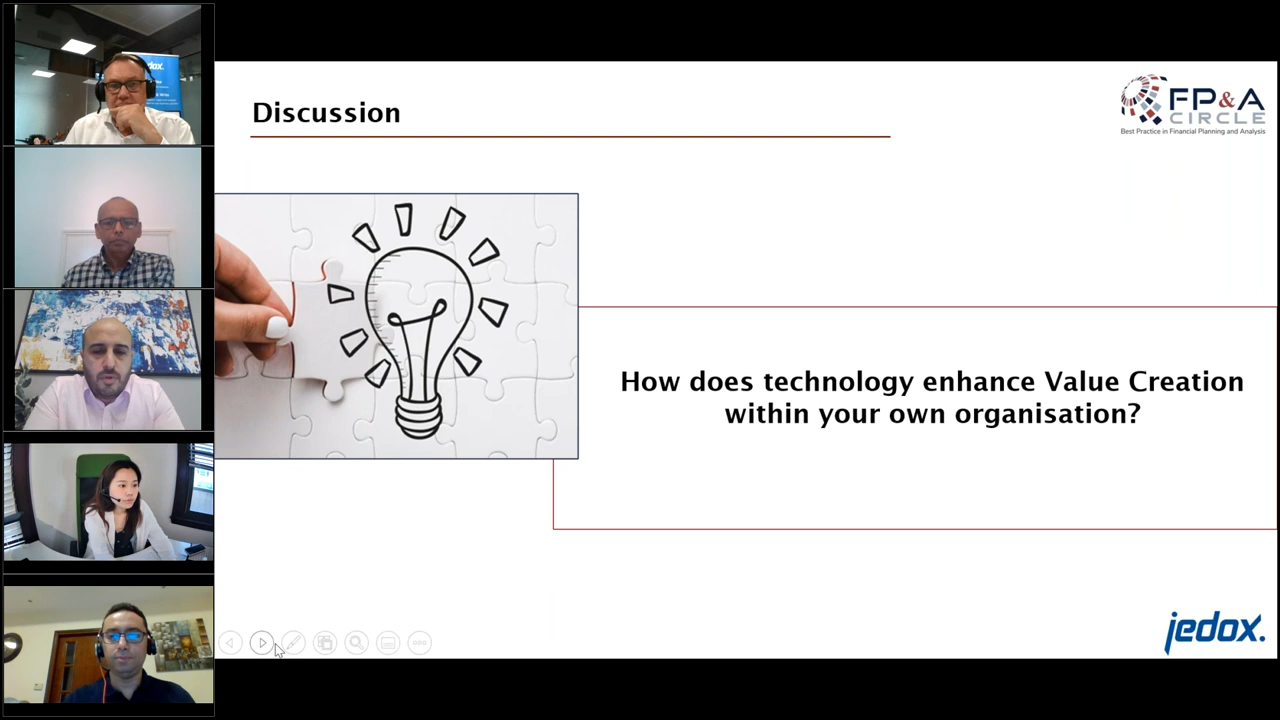 jedox.
Discussion
FP&A
CIRCLE
Best Practice in Financial Planning and Analysis
How does technology enhance Value Creation
within your own organisation?
jedox.